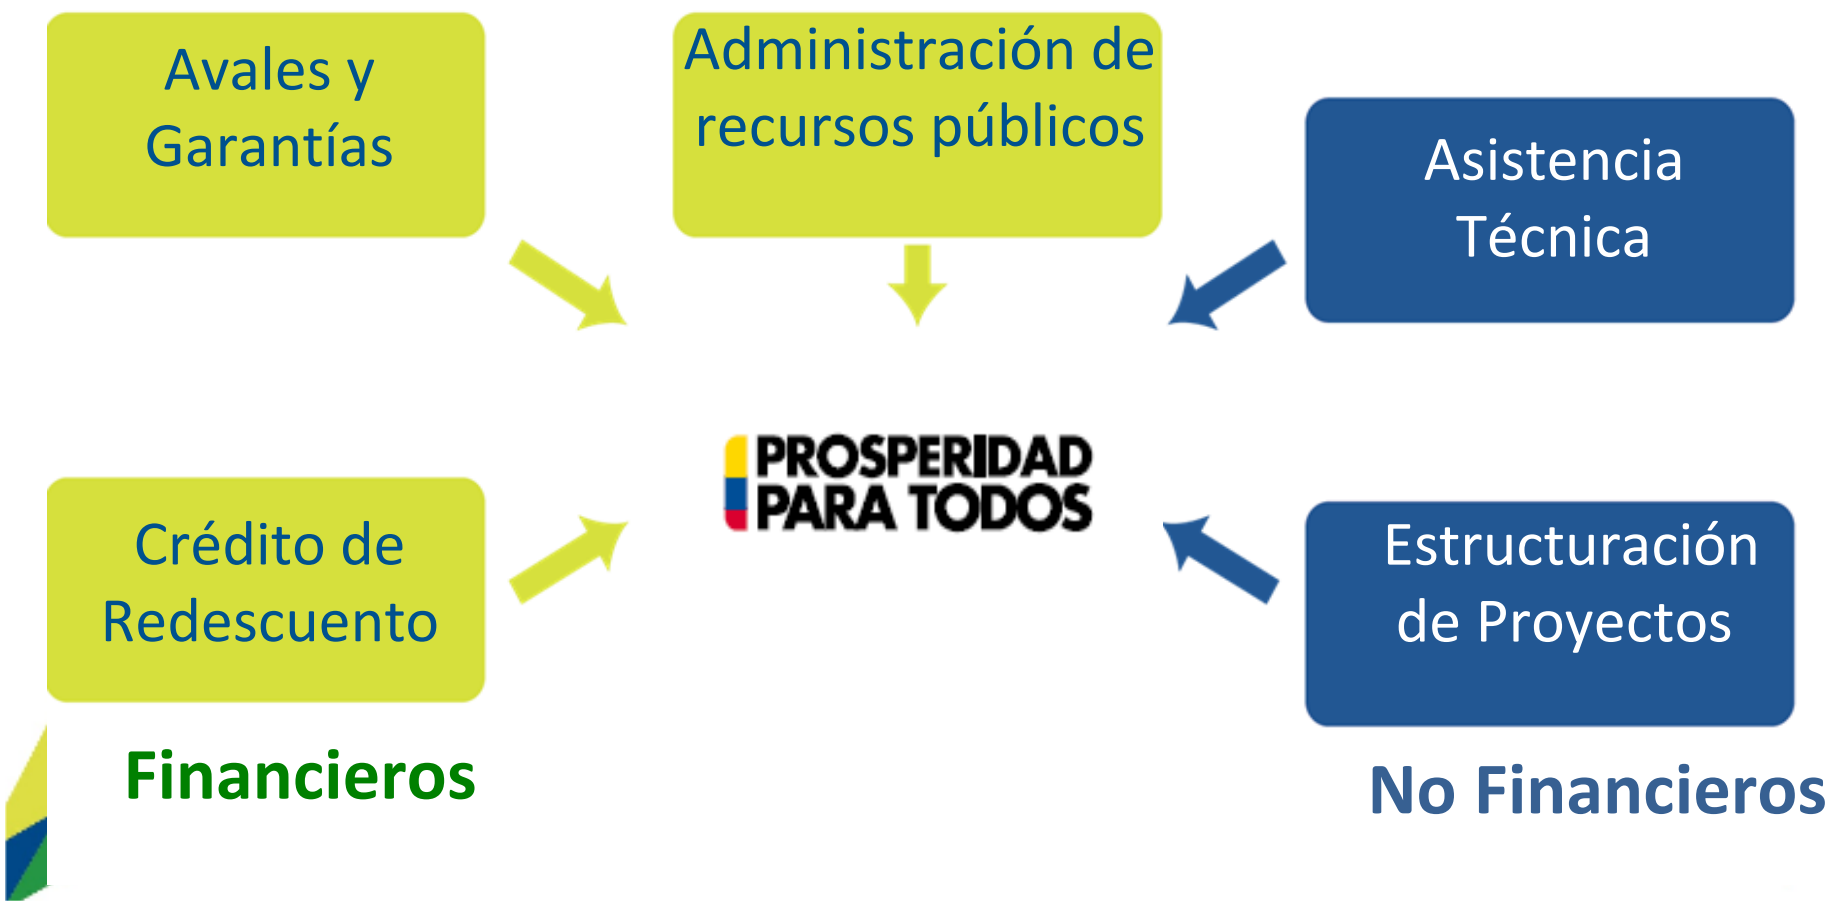 Avales y
Garantías
Administración de
recursos públicos
Asistencia
Técnica
PROSPERIDAD
PARA TODOS
Crédito de
Redescuento
Estructuración
de Proyectos
Financieros
No Financieros